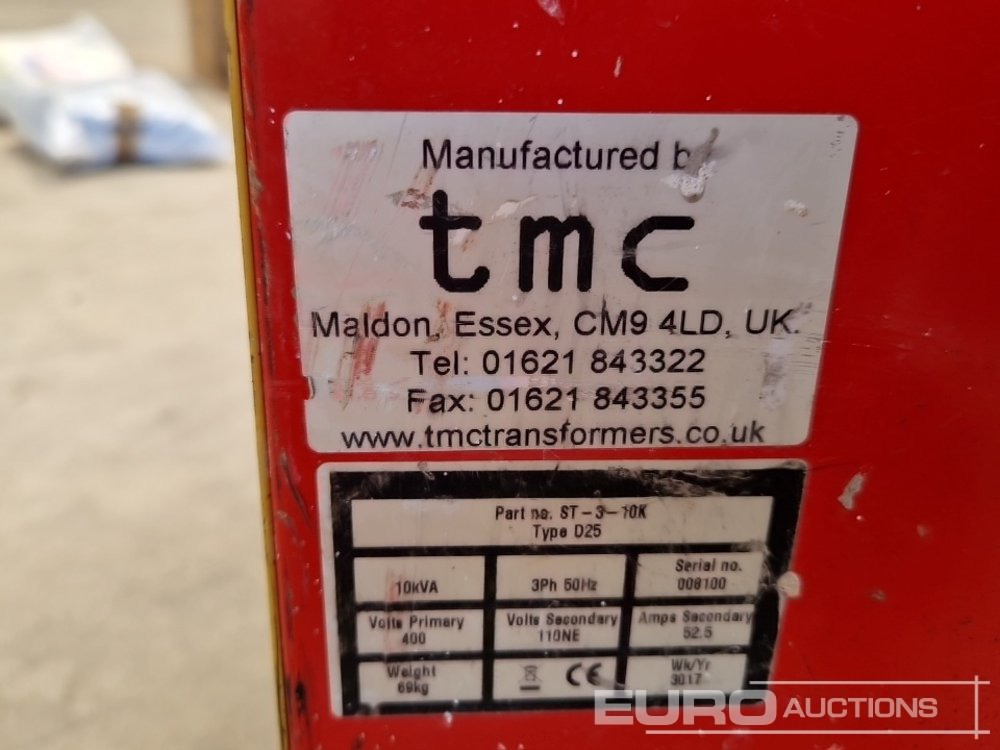 Manufactured by
tmc
Maldon, Essex, CM9 4LD, UK.
Tel: 01621 843322
Fax: 01621 843355
www.tmctransformers.co.uk
Part no. ST-3-10K
Type D25
10kVA
3Ph 50Hz
Serial no.
008100
Volts Primary
400
Volts Secondary
110NE
Amps Secondary
52.5
Weight
69kg
CE
Wk/Yr
3017
EURO AUCTIONS